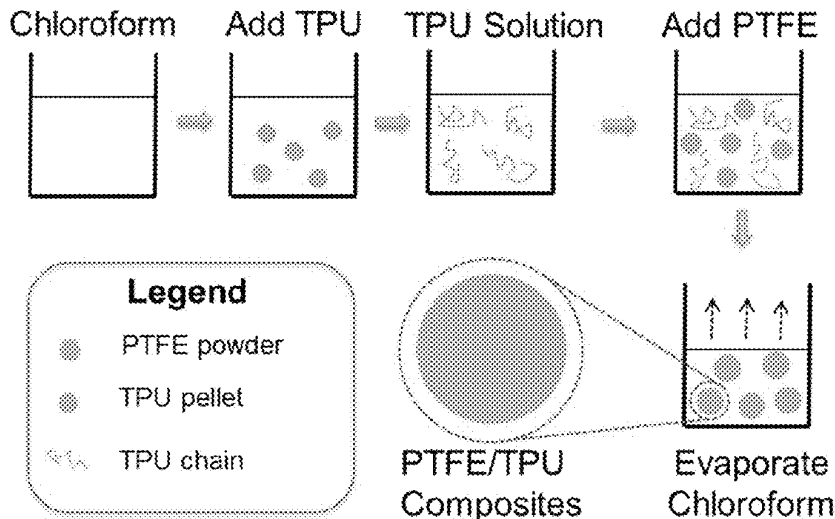 Chloroform
Add TPU
TPU Solution
Add PTFE
Legend
PTFE powder
TPU pellet
TPU chain
PTFE/TPU
Composites
Evaporate
Chloroform